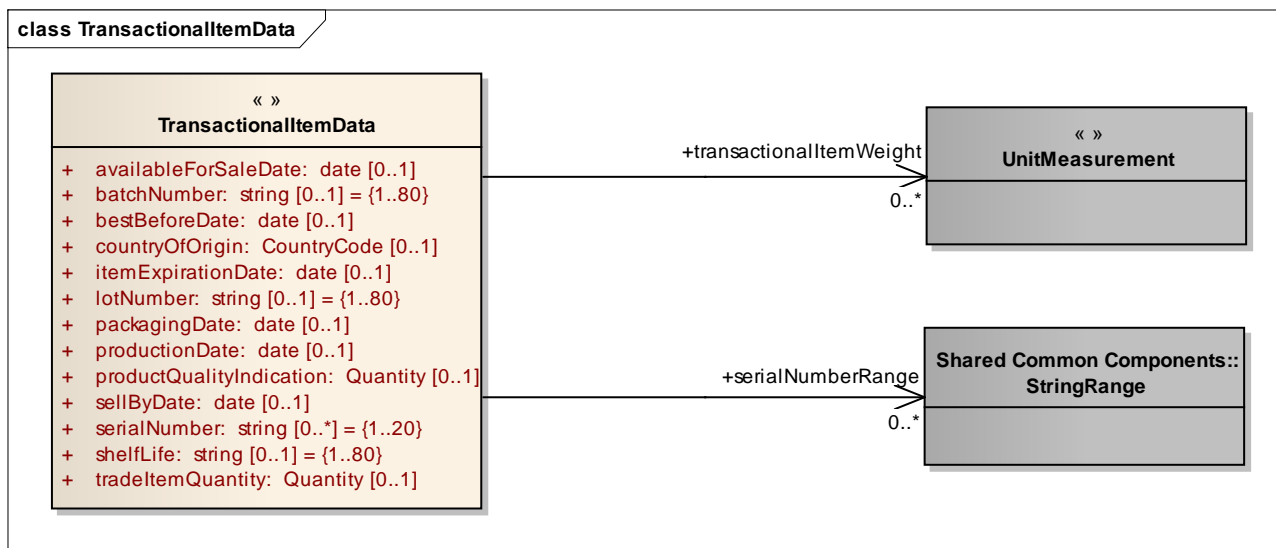 class TransactionalItemData
« »
TransactionalItemData
+ availableForSaleDate: date [0..1]
+ batchNumber: string [0..1] = {1..80}
+ bestBeforeDate: date [0..1]
+ countryOfOrigin: CountryCode [0..1]
+ itemExpirationDate: date [0..1]
+ lotNumber: string [0..1] = {1..80}
+ packagingDate: date [0..1]
+ productionDate: date [0..1]
+ productQualityIndication: Quantity [0..1]
+ sellByDate: date [0..1]
+ serialNumber: string [0..*] = {1..20}
+ shelfLife: string [0..1] = {1..80}
+ tradeItemQuantity: Quantity [0..1]
+transactionalItemWeight
0..*
« »
UnitMeasurement
+serialNumberRange
0..*
Shared Common Components::
StringRange